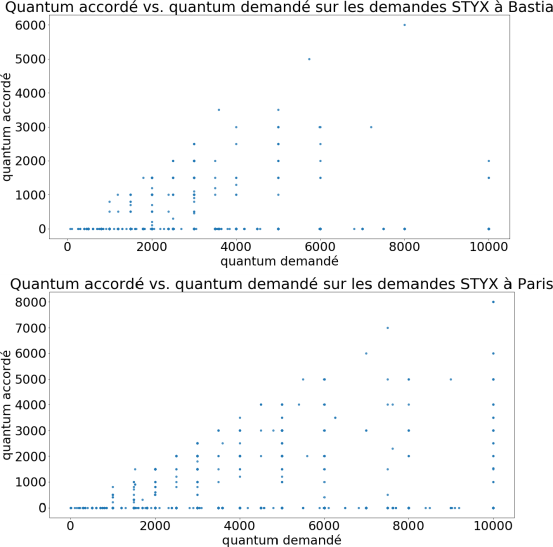 Quantum accordé vs. quantum demandé sur les demandes STYX à Bastia
6000
5000
4000
3000
2000
1000
0
quantum accordé
0 2000 4000 6000 8000 10000
quantum demandé
Quantum accordé vs. quantum demandé sur les demandes STYX à Paris
8000
7000
6000
5000
4000
3000
2000
1000
0
quantum accordé
0 2000 4000 6000 8000 10000
quantum demandé